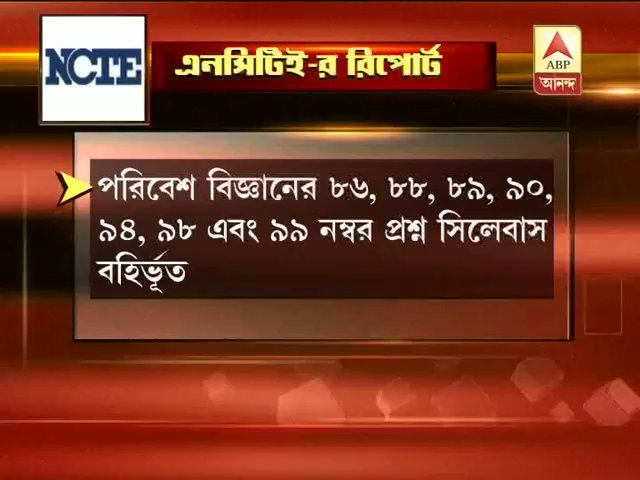 NCTE
এনসিটিই-র রিপোর্ট
ABP
আনন্দ
পরিবেশ বিজ্ঞানের ৮৬, ৮৮, ৮৯, ৯০,
৯৪, ৯৮ এবং ৯৯ নম্বর প্রশ্ন সিলেবাস
বহির্ভূত